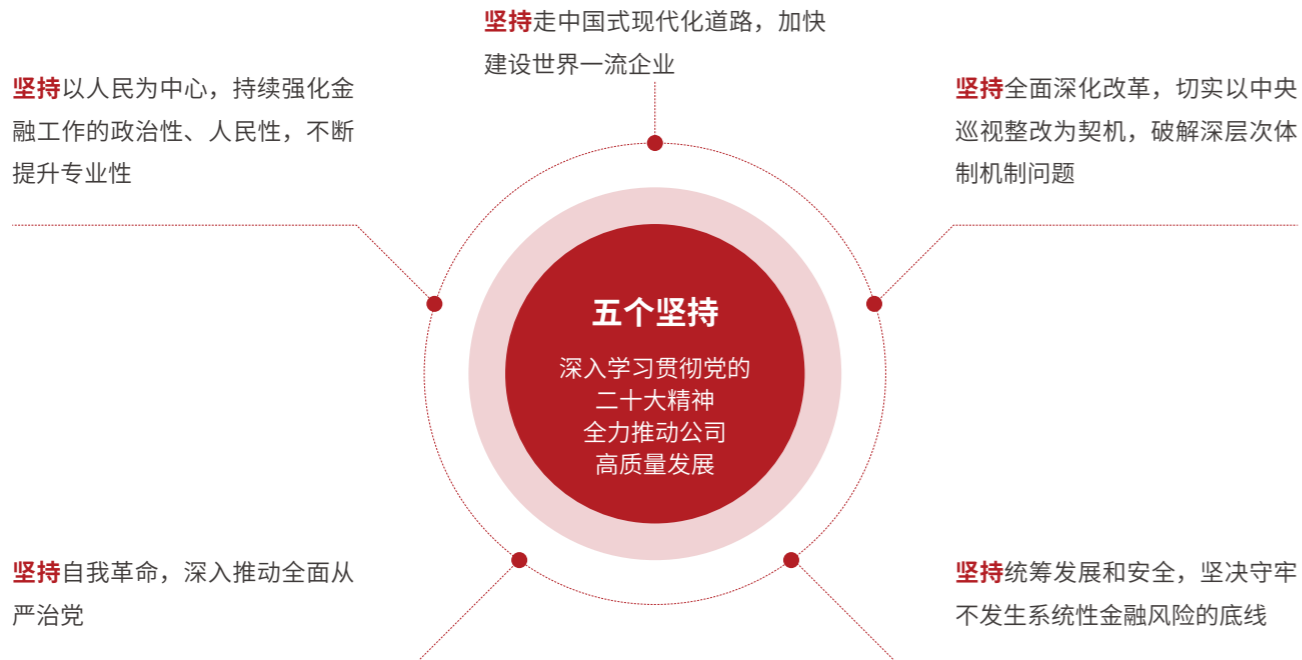 坚持走中国式现代化道路，加快
建设世界一流企业
坚持以人民为中心，持续强化金
融工作的政治性、人民性，不断
提升专业性
坚持全面深化改革，切实以中央
巡视整改为契机，破解深层次体
制机制问题
五个坚持
深入学习贯彻党的
二十大精神
全力推动公司
高质量发展
坚持自我革命，深入推动全面从
严治党
坚持统筹发展和安全，坚决守牢
不发生系统性金融风险的底线